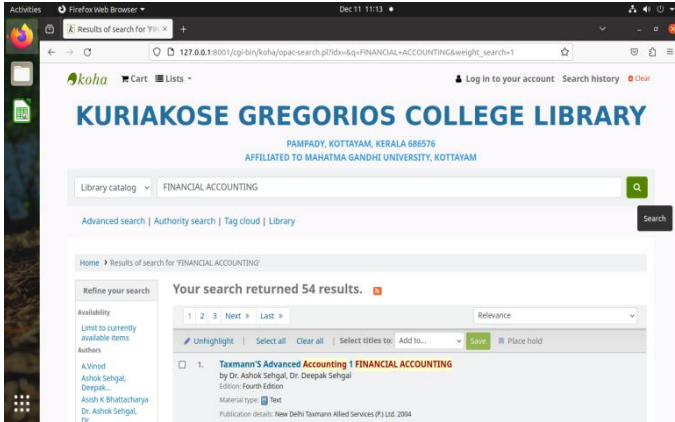 Activities Firefox Web Browser Dec 11 11:13
Results of search for 'FIN
127.0.0.1:8001/cgi-bin/koha/opac-search.pl?idx=&q=FINANCIAL+ACCOUNTING&weight_search=1
koha Cart Lists Log in to your account Search history Clear
KURIAKOSE GREGORIOS COLLEGE LIBRARY
PAMPADY, KOTTAYAM, KERALA 686576
AFFILIATED TO MAHATMA GANDHI UNIVERSITY, KOTTAYAM
Library catalog FINANCIAL ACCOUNTING
Search
Advanced search | Authority search | Tag cloud | Library
Home Results of search for 'FINANCIAL ACCOUNTING'
Refine your search
Availability
Limit to currently
available items
Authors
A.Vinod
Ashok Sehgal,
Deepak...
Asish K Bhattacharya
Dr. Ashok Sehgal,
Dr.
Your search returned 54 results.
1 2 3 Next » Last » Relevance
Unhighlight | Select all Clear all | Select titles to: Add to... Save Place hold
1. Taxmann'S Advanced Accounting 1 FINANCIAL ACCOUNTING
by Dr. Ashok Sehgal, Dr. Deepak Sehgal
Edition: Fourth Edition
Material type: Text
Publication details: New Delhi Taxmann Allied Services (P.) Ltd. 2004